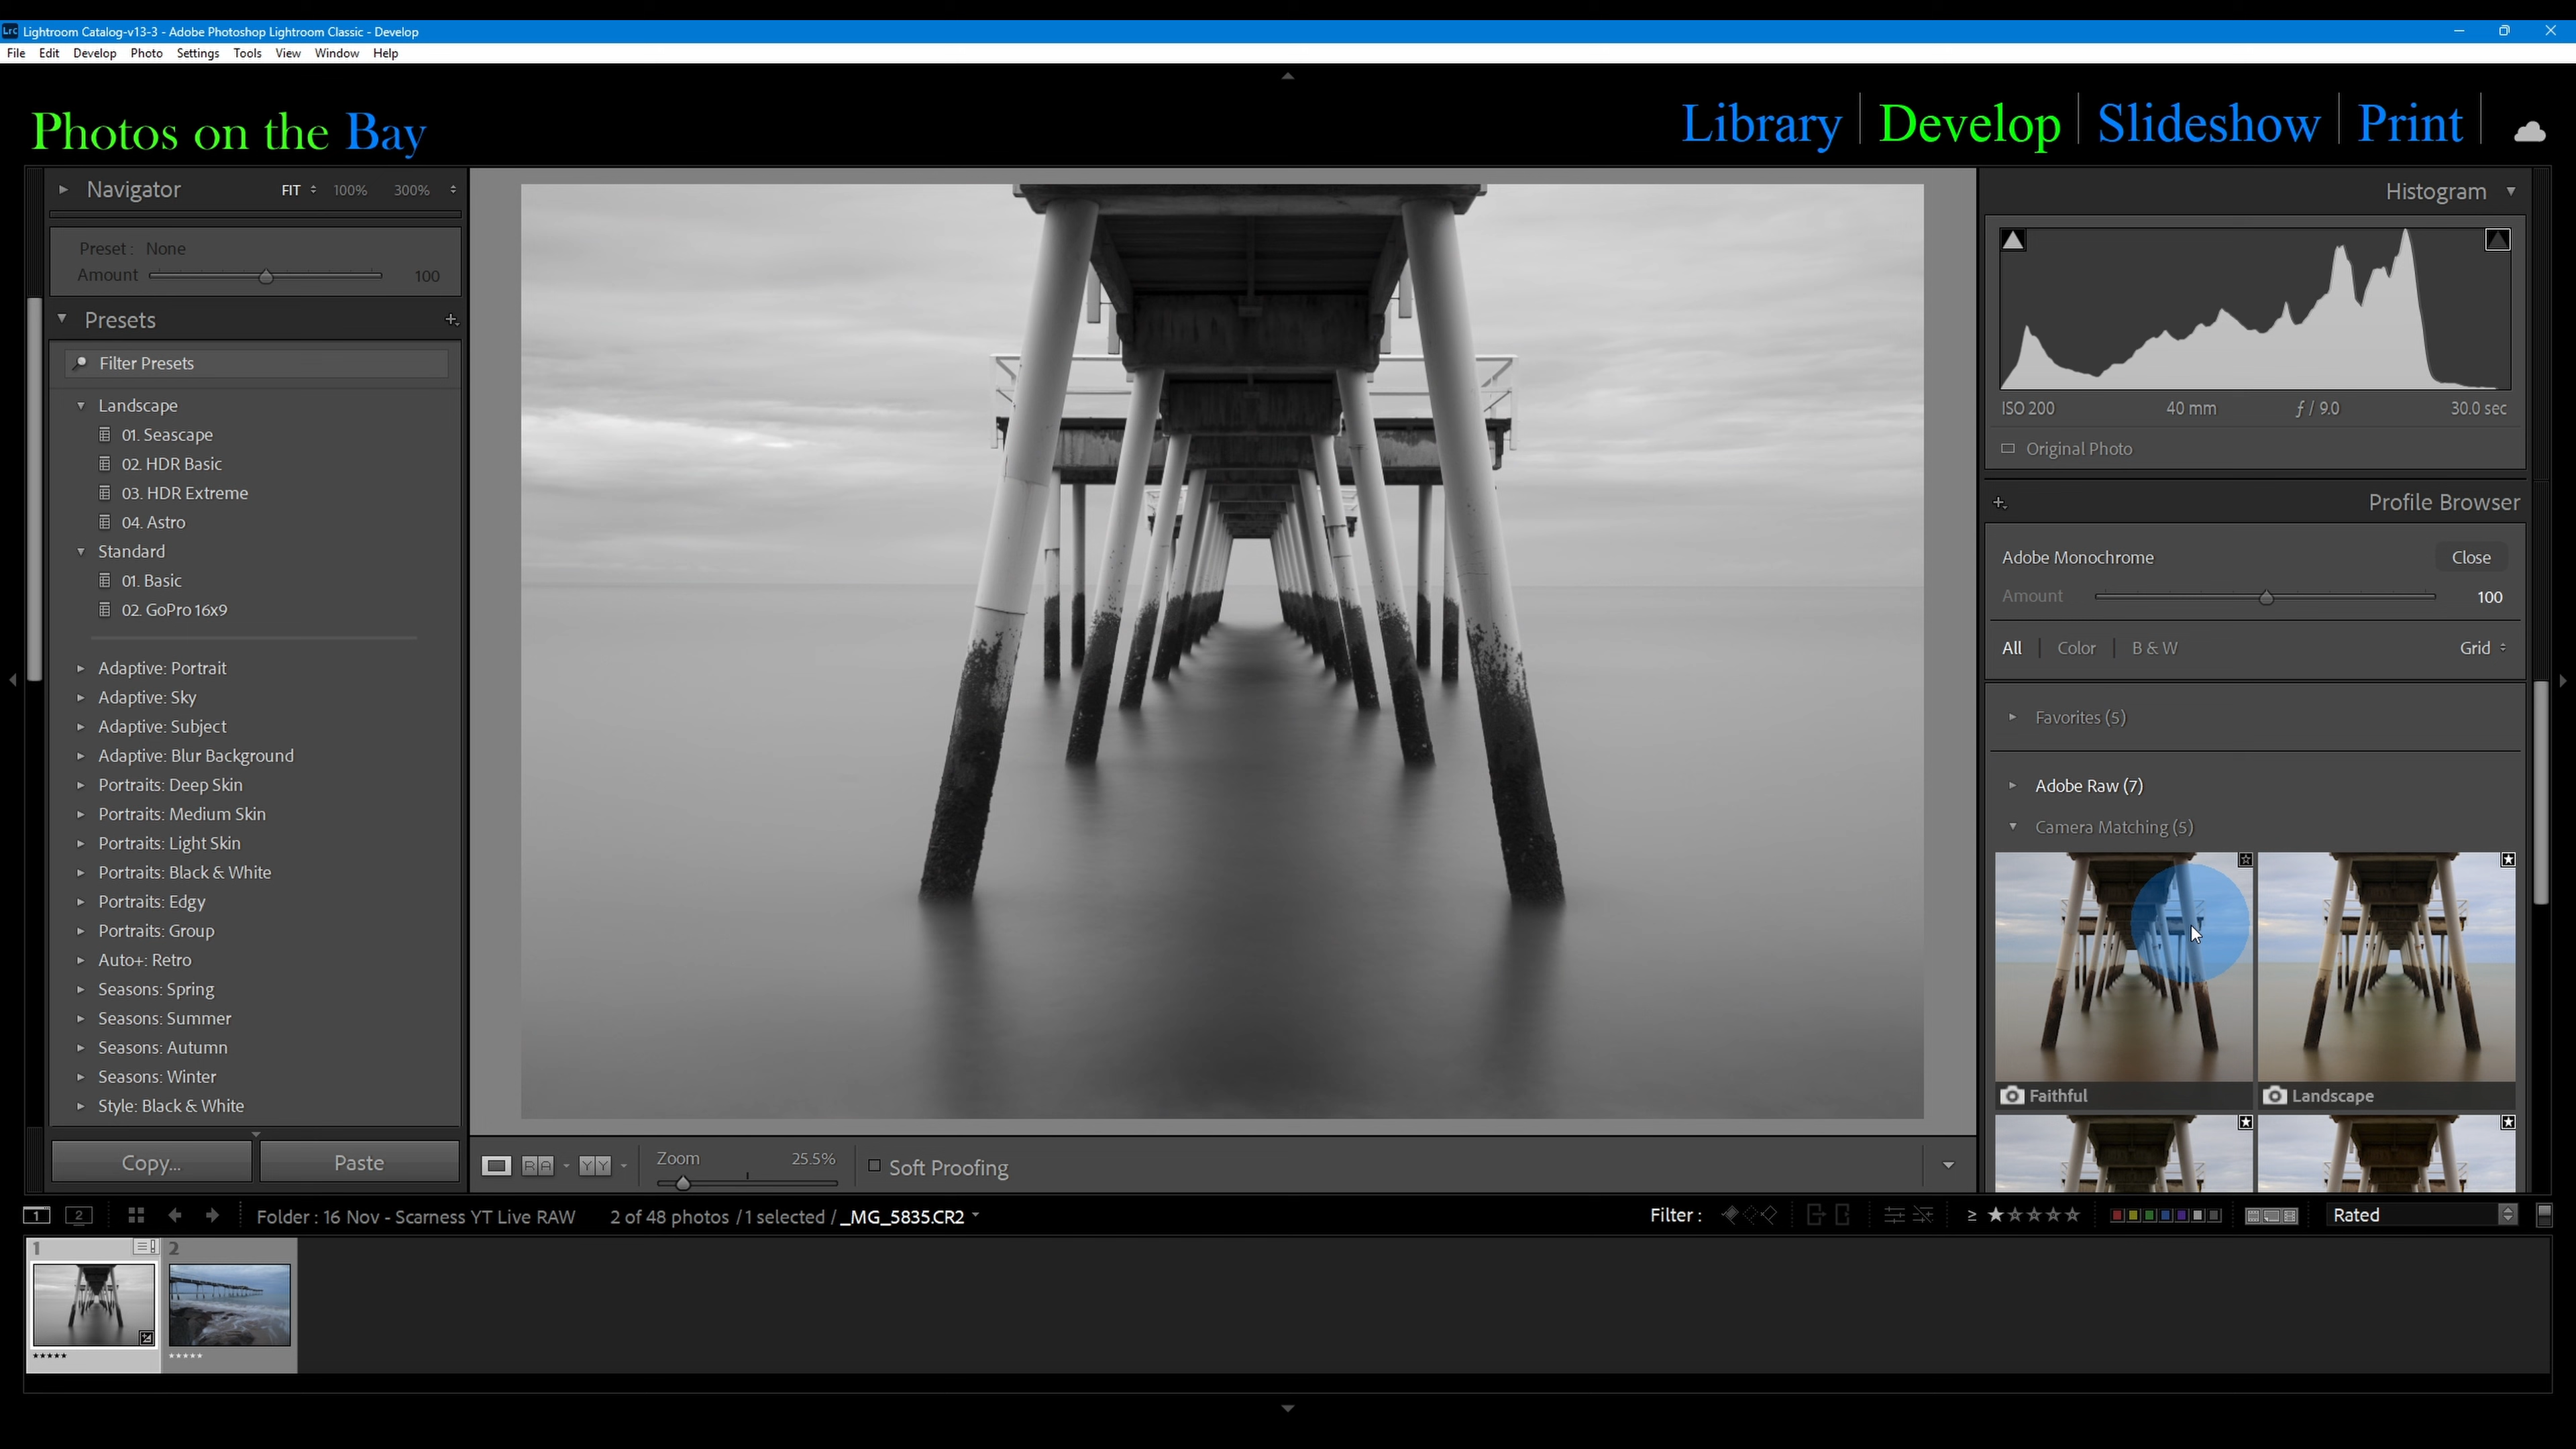 Lrc Lightroom Catalog-v13-3 - Adobe Photoshop Lightroom Classic - Develop
File Edit Develop Photo Settings Tools View Window Help
Photos on the Bay
Library Develop Slideshow Print
Navigator FIT 100% 300%
Preset: None
Amount 100
Presets
Filter Presets
Landscape
01. Seascape
02. HDR Basic
03. HDR Extreme
04. Astro
Standard
01. Basic
02. GoPro 16x9
Adaptive: Portrait
Adaptive: Sky
Adaptive: Subject
Adaptive: Blur Background
Portraits: Deep Skin
Portraits: Medium Skin
Portraits: Light Skin
Portraits: Black & White
Portraits: Edgy
Portraits: Group
Auto+: Retro
Seasons: Spring
Seasons: Summer
Seasons: Autumn
Seasons: Winter
Style: Black & White
Copy... Paste
RA YY Zoom 25.5% Soft Proofing
Histogram
ISO 200 40 mm ƒ / 9.0 30.0 sec
Original Photo
Profile Browser
Adobe Monochrome Close
Amount 100
All Color B & W Grid
Favorites (5)
Adobe Raw (7)
Camera Matching (5)
Faithful Landscape
1 2 Folder : 16 Nov - Scarness YT Live RAW 2 of 48 photos / 1 selected / _MG_5835.CR2 Filter : ≥ Rated
1 2